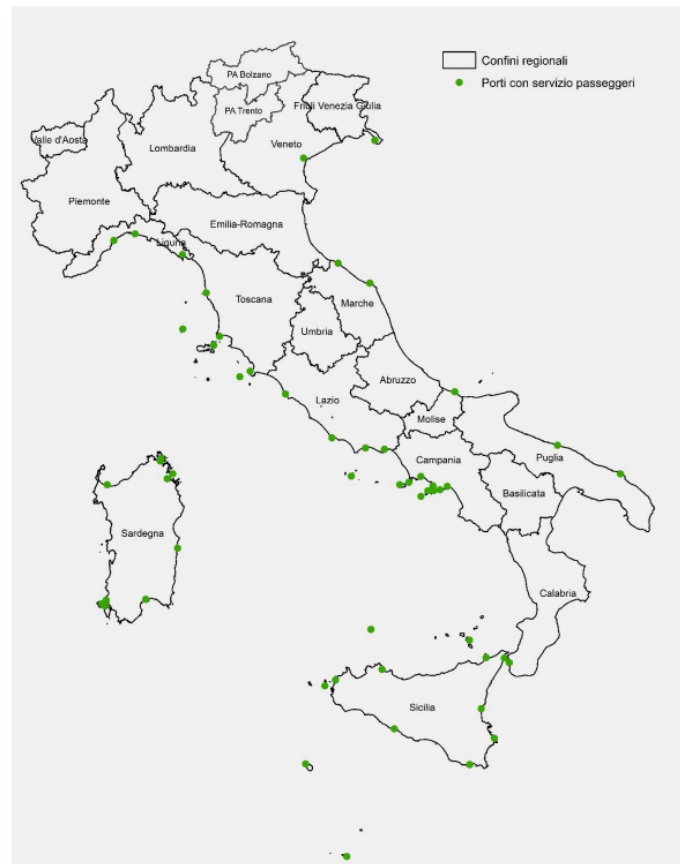 Confini regionali
Porti con servizio passeggeri
PA Bolzano
PA Trento
Friuli Venezia Giulia
Valle d'Aosta
Lombardia
Veneto
Piemonte
Emilia-Romagna
Liguria
Toscana
Marche
Umbria
Abruzzo
Lazio
Molise
Campania
Puglia
Basilicata
Sardegna
Calabria
Sicilia